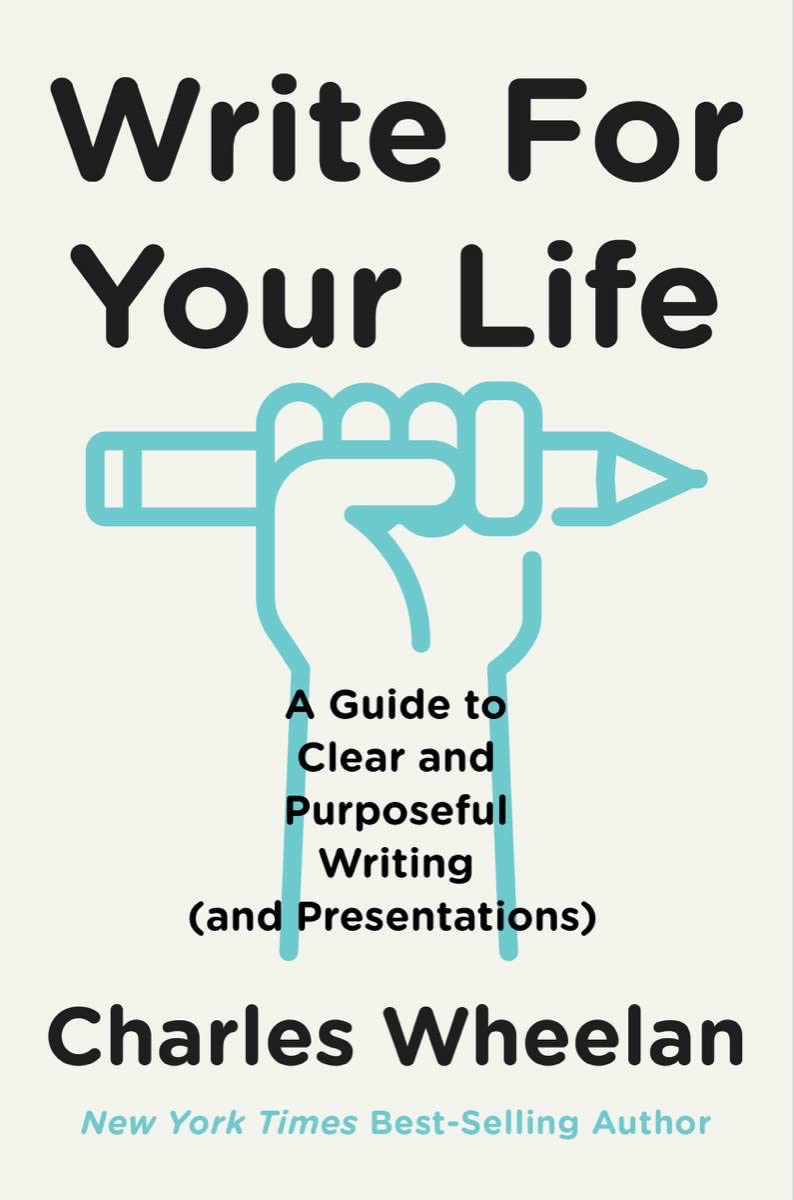 Write For
Your Life
A Guide to
Clear and
Purposeful
Writing
(and Presentations)
Charles Wheelan
New York Times Best-Selling Author